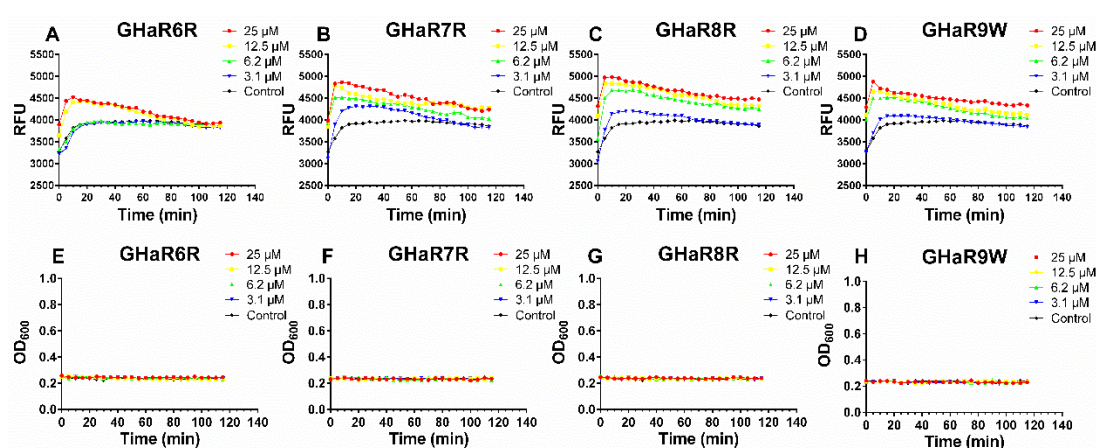 A GHaR6R
25 µM
12.5 µM
6.2 µM
3.1 µM
Control
5500
5000
4500
4000
3500
3000
2500
RFU
0 20 40 60 80 100 120 140
Time (min)
B GHaR7R
25 µM
12.5 µM
6.2 µM
3.1 µM
Control
5500
5000
4500
4000
3500
3000
2500
RFU
0 20 40 60 80 100 120 140
Time (min)
C GHaR8R
25 µM
12.5 µM
6.2 µM
3.1 µM
Control
5500
5000
4500
4000
3500
3000
2500
RFU
0 20 40 60 80 100 120 140
Time (min)
D GHaR9W
25 µM
12.5 µM
6.2 µM
3.1 µM
Control
5500
5000
4500
4000
3500
3000
2500
RFU
0 20 40 60 80 100 120 140
Time (min)
E GHaR6R
25 µM
12.5 µM
6.2 µM
3.1 µM
Control
1.0
0.8
0.6
0.4
0.2
0.0
OD600
0 20 40 60 80 100 120 140
Time (min)
F GHaR7R
25 µM
12.5 µM
6.2 µM
3.1 µM
Control
1.0
0.8
0.6
0.4
0.2
0.0
OD600
0 20 40 60 80 100 120 140
Time (min)
G GHaR8R
25 µM
12.5 µM
6.2 µM
3.1 µM
Control
1.0
0.8
0.6
0.4
0.2
0.0
OD600
0 20 40 60 80 100 120 140
Time (min)
H GHaR9W
25 µM
12.5 µM
6.2 µM
3.1 µM
Control
1.0
0.8
0.6
0.4
0.2
0.0
OD600
0 20 40 60 80 100 120 140
Time (min)